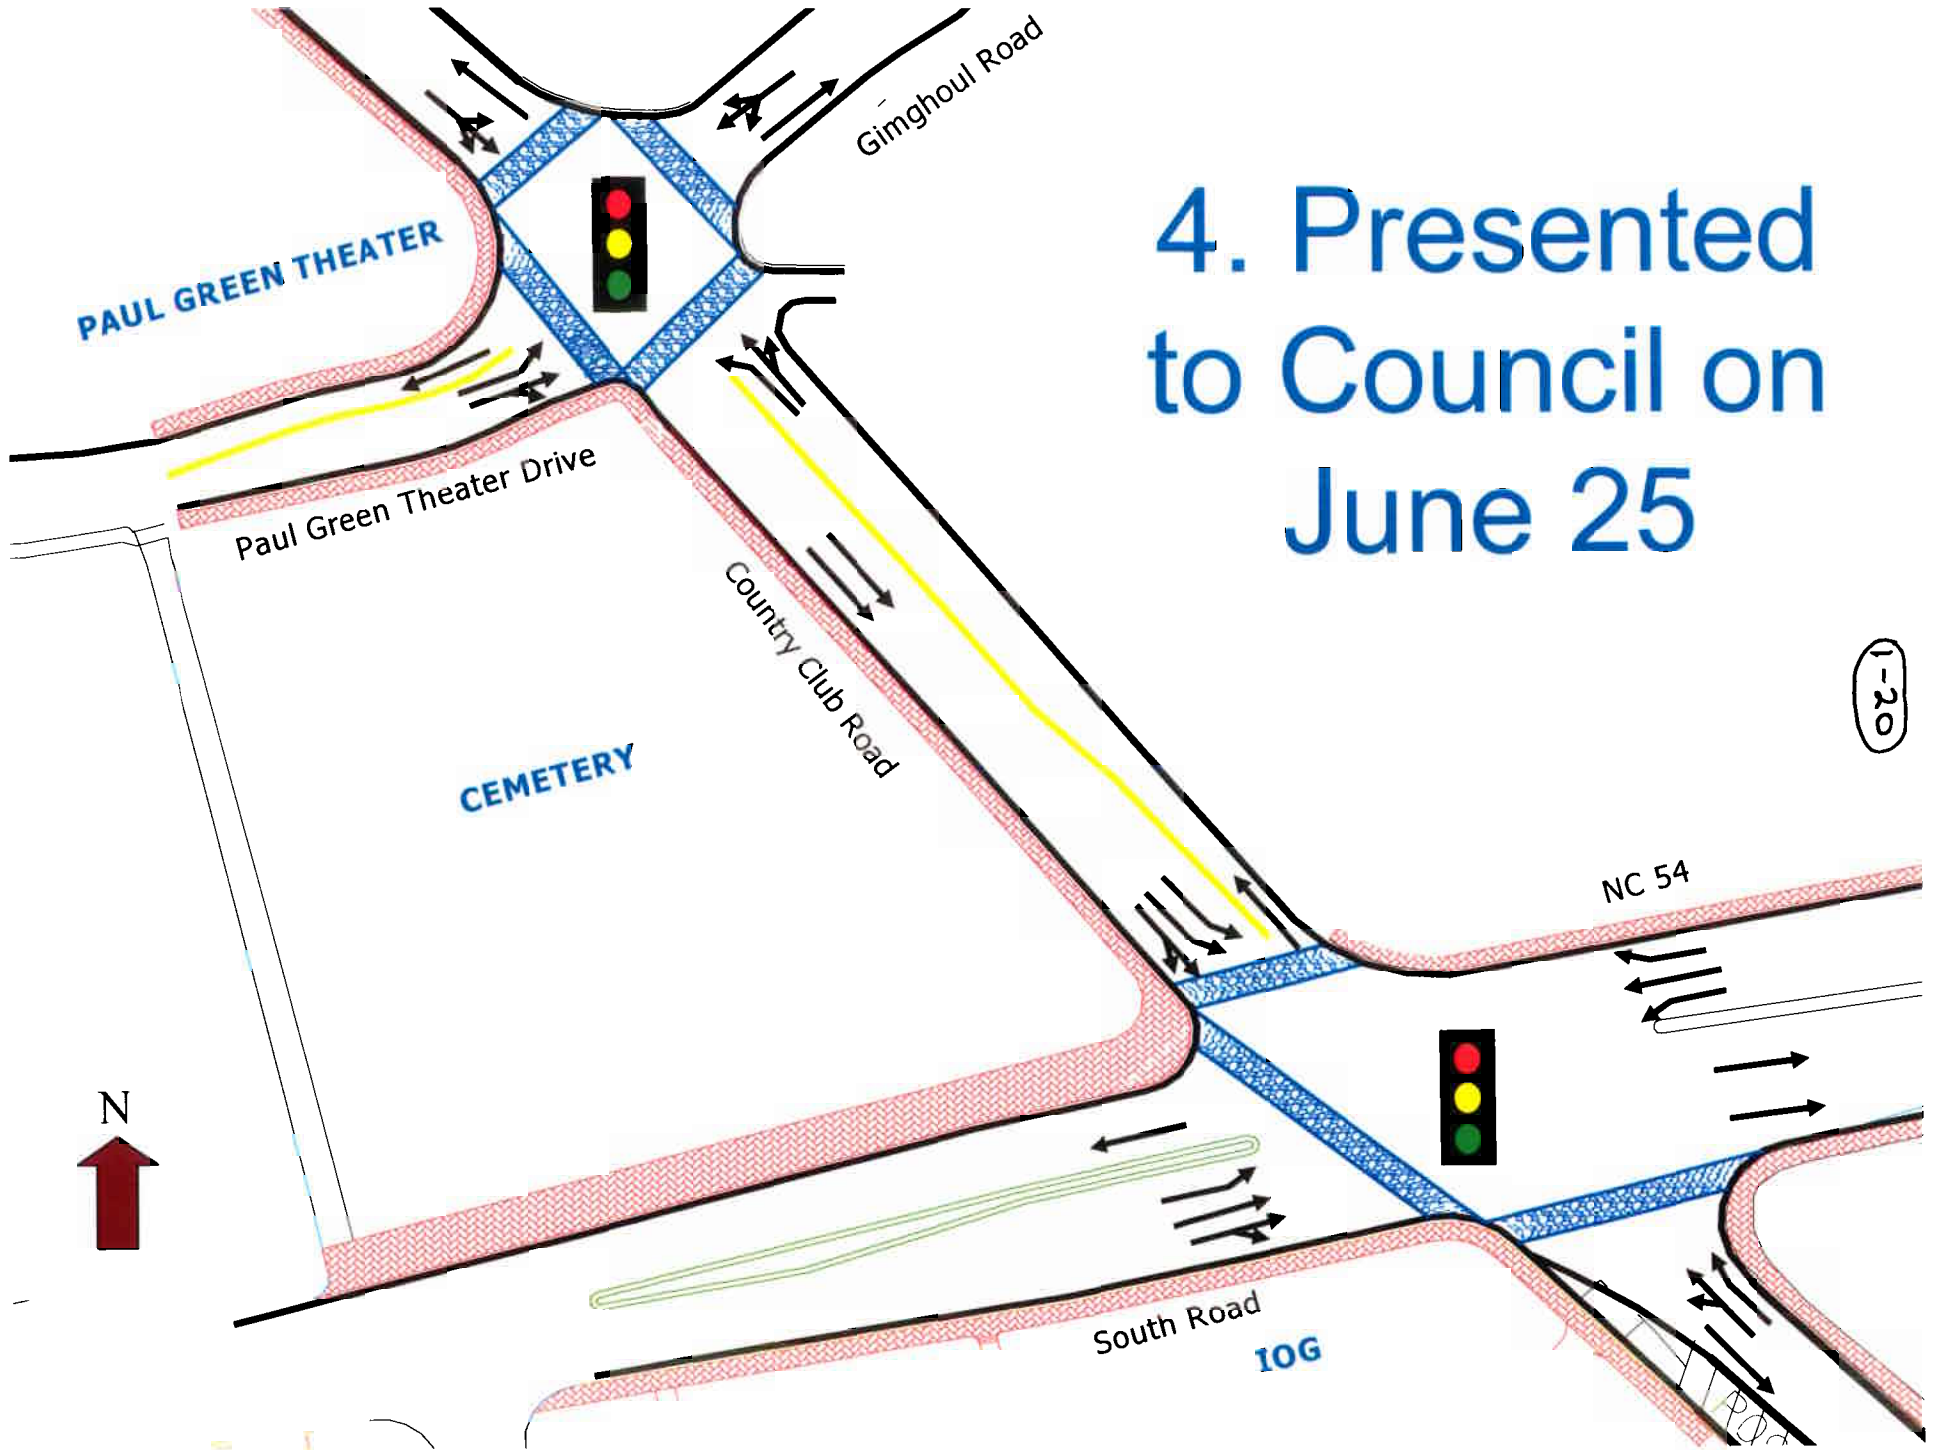 Gimghoul Road
PAUL GREEN THEATER
4. Presented
to Council on
June 25
Paul Green Theater Drive
Country Club Road
1-20
CEMETERY
NC 54
N
South Road
IOG